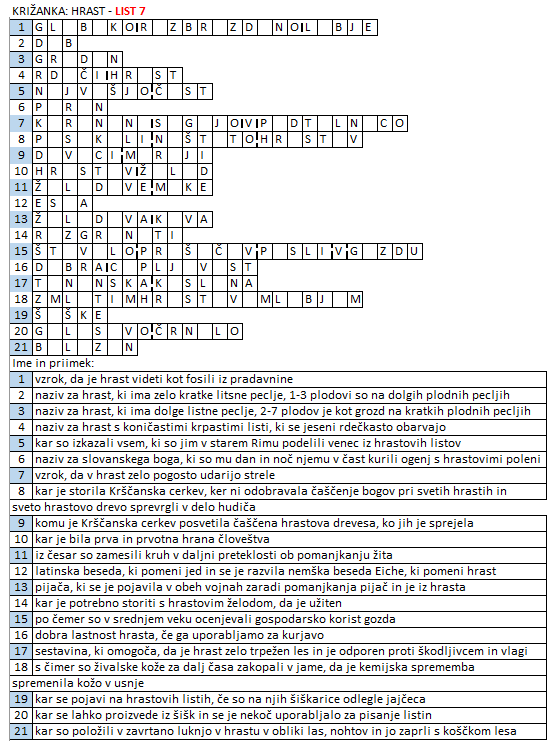 KRIŽANKA: HRAST - LIST 7
1 GL B KOR ZBR ZD NOL BJE
2 D B
3 GR D N
4 RD ČIHR ST
5 N JV ŠJOČ ST
6 P R N
7 K R N N S G JOVP DT LN CO
8 P S K LIN ŠT TOHR ST V
9 D V CIM R JI
10 HR ST VŽ L D
11 Ž L D VEM KE
12 ES A
13 Ž L D VAK VA
14 R ZGR N TI
15 ŠT V LOPR Š Č VP SLIVG ZDU
16 D BRAC PLJ V ST
17 T N NSKAK SL NA
18 ZML TIMHR ST V ML BJ M
19 Š ŠKE
20 G L S VOČRN LO
21 B L Z N
Ime in priimek:
1 vzrok, da je hrast videti kot fosili iz pradavnine
2 naziv za hrast, ki ima zelo kratke litsne peclje, 1-3 plodovi so na dolgih plodnih pecljih
3 naziv za hrast, ki ima dolge listne peclje, 2-7 plodov je kot grozd na kratkih plodnih pecljih
4 naziv za hrast s koničastimi krpastimi listi, ki se jeseni rdečkasto obarvajo
5 kar so izkazali vsem, ki so jim v starem Rimu podelili venec iz hrastovih listov
6 naziv za slovanskega boga, ki so mu dan in noč njemu v čast kurili ogenj s hrastovimi poleni
7 vzrok, da v hrast zelo pogosto udarijo strele
8 kar je storila Krščanska cerkev, ker ni odobravala čaščenje bogov pri svetih hrastih in
sveto hrastovo drevo sprevrgli v delo hudiča
9 komu je Krščanska cerkev posvetila čaščena hrastova drevesa, ko jih je sprejela
10 kar je bila prva in prvotna hrana človeštva
11 iz česar so zamesili kruh v daljni preteklosti ob pomanjkanju žita
12 latinska beseda, ki pomeni jed in se je razvila nemška beseda Eiche, ki pomeni hrast
13 pijača, ki se je pojavila v obeh vojnah zaradi pomanjkanja pijač in je iz hrasta
14 kar je potrebno storiti s hrastovim želodom, da je užiten
15 po čemer so v srednjem veku ocenjevali gospodarsko korist gozda
16 dobra lastnost hrasta, če ga uporabljamo za kurjavo
17 sestavina, ki omogoča, da je hrast zelo trpežen les in je odporen proti škodljivcem in vlagi
18 s čimer so živalske kože za dalj časa zakopali v jame, da je kemijska sprememba
spremenila kožo v usnje
19 kar se pojavi na hrastovih listih, če so na njih šiškarice odlegle jajčeca
20 kar se lahko proizvede iz šišk in se je nekoč uporabljalo za pisanje listin
21 kar so položili v zavrtano luknjo v hrastu v obliki las, nohtov in jo zaprli s koščkom lesa